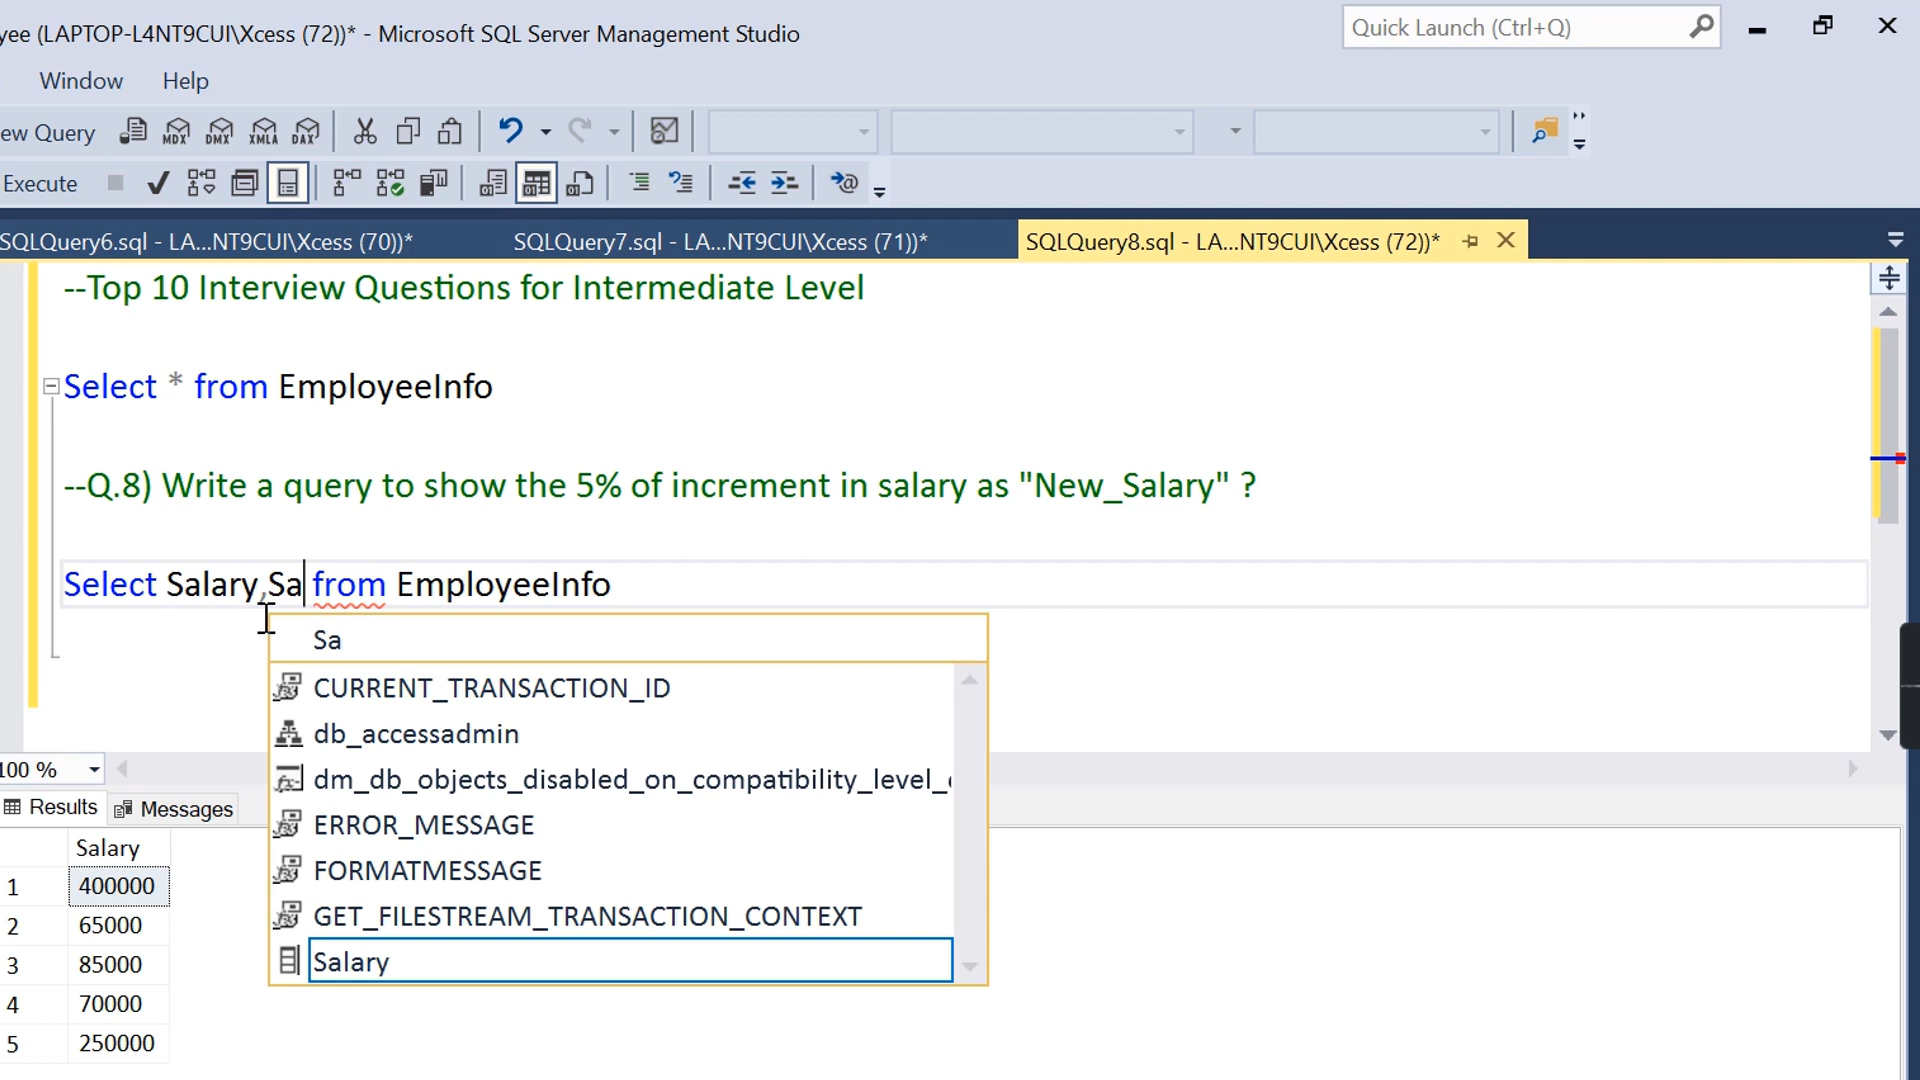 yee (LAPTOP-L4NT9CUI\Xcess (72))* - Microsoft SQL Server Management Studio
Quick Launch (Ctrl+Q)
Window Help
ew Query MDX DMX XMLA DAX
Execute
SQLQuery6.sql - LA...NT9CUI\Xcess (70))* SQLQuery7.sql - LA...NT9CUI\Xcess (71))* SQLQuery8.sql - LA...NT9CUI\Xcess (72))*
--Top 10 Interview Questions for Intermediate Level
Select * from EmployeeInfo
--Q.8) Write a query to show the 5% of increment in salary as "New_Salary" ?
Select Salary,Sa from EmployeeInfo
Sa
CURRENT_TRANSACTION_ID
db_accessadmin
dm_db_objects_disabled_on_compatibility_level_
ERROR_MESSAGE
FORMATMESSAGE
GET_FILESTREAM_TRANSACTION_CONTEXT
Salary
100 %
Results Messages
Salary
1 400000
2 65000
3 85000
4 70000
5 250000